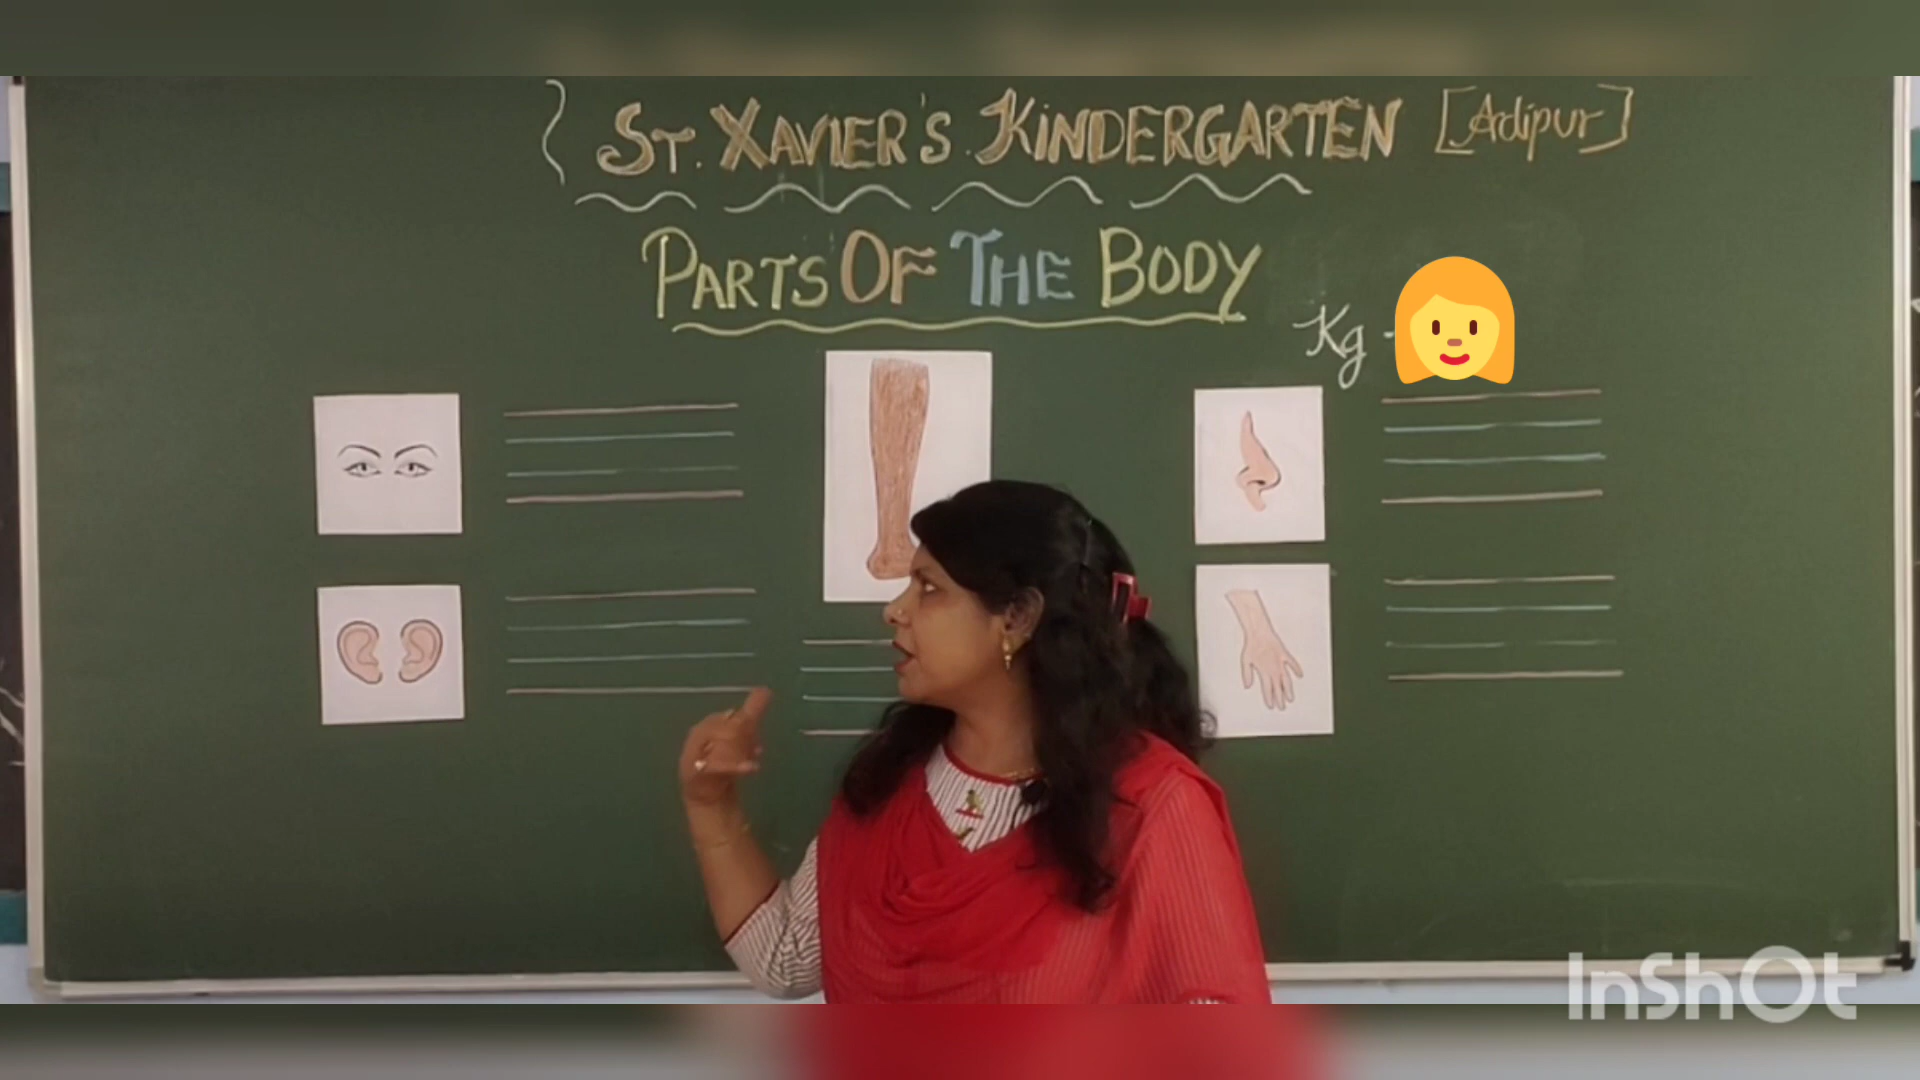 ST. XAVIER'S KINDERGARTEN [Adipur]
PARTS OF THE BODY
Kg -
InShOt